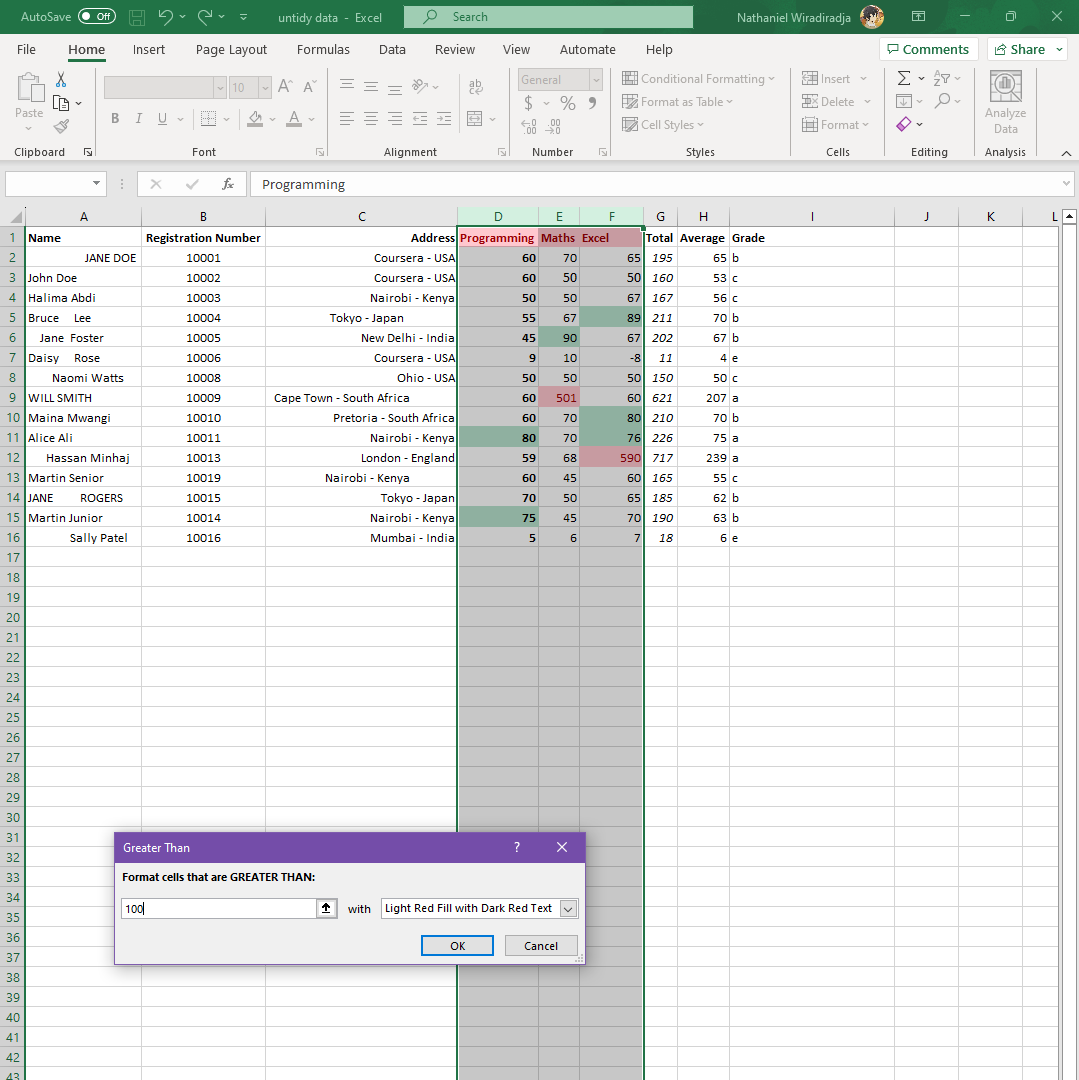 AutoSave Off untidy data - Excel Search Nathaniel Wiradiradja
File Home Insert Page Layout Formulas Data Review View Automate Help Comments Share
10 A^ Aˇ ab General Conditional Formatting Insert Σ
Paste $ % 9 Format as Table Delete Analyze
B I U A Cell Styles Format Data
Clipboard Font Alignment Number Styles Cells Editing Analysis
fx Programming
A B C D E F G H I J K L
1 Name Registration Number Address Programming Maths Excel Total Average Grade
2 JANE DOE 10001 Coursera - USA 60 70 65 195 65 b
3 John Doe 10002 Coursera - USA 60 50 50 160 53 c
4 Halima Abdi 10003 Nairobi - Kenya 50 50 67 167 56 c
5 Bruce Lee 10004 Tokyo - Japan 55 67 89 211 70 b
6 Jane Foster 10005 New Delhi - India 45 90 67 202 67 b
7 Daisy Rose 10006 Coursera - USA 9 10 -8 11 4 e
8 Naomi Watts 10008 Ohio - USA 50 50 50 150 50 c
9 WILL SMITH 10009 Cape Town - South Africa 60 501 60 621 207 a
10 Maina Mwangi 10010 Pretoria - South Africa 60 70 80 210 70 b
11 Alice Ali 10011 Nairobi - Kenya 80 70 76 226 75 a
12 Hassan Minhaj 10013 London - England 59 68 590 717 239 a
13 Martin Senior 10019 Nairobi - Kenya 60 45 60 165 55 c
14 JANE ROGERS 10015 Tokyo - Japan 70 50 65 185 62 b
15 Martin Junior 10014 Nairobi - Kenya 75 45 70 190 63 b
16 Sally Patel 10016 Mumbai - India 5 6 7 18 6 e
17
18
19
20
21
22
23
24
25
26
27
28
29
30
31
32
33
34
35
36
37
38
39
40
41
42
43
Greater Than ?
Format cells that are GREATER THAN:
100 with Light Red Fill with Dark Red Text
OK Cancel